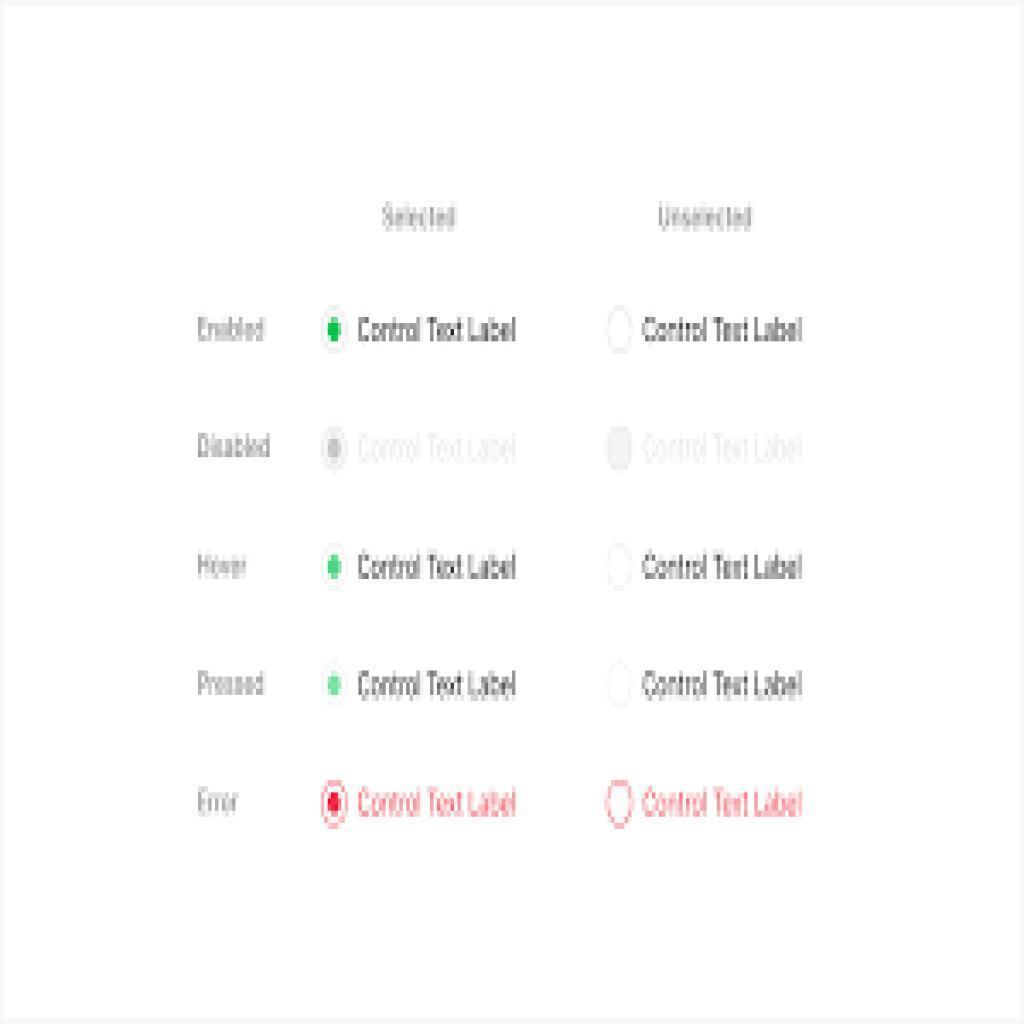 Selected Unselected
Enabled Control Text Label Control Text Label
Disabled Control Text Label Control Text Label
Hover Control Text Label Control Text Label
Pressed Control Text Label Control Text Label
Error Control Text Label Control Text Label